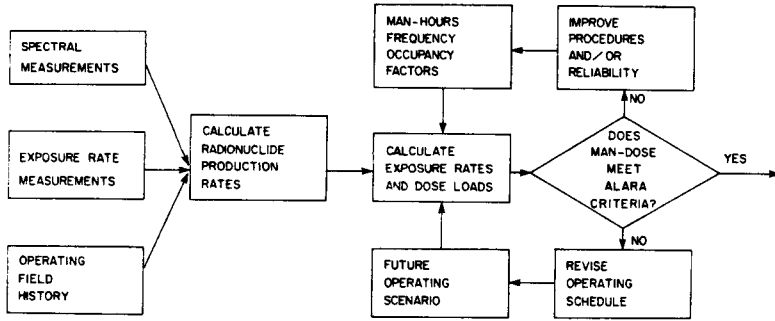 SPECTRAL
MEASUREMENTS
EXPOSURE RATE
MEASUREMENTS
OPERATING
FIELD
HISTORY
CALCULATE
RADIONUCLIDE
PRODUCTION
RATES
MAN-HOURS
FREQUENCY
OCCUPANCY
FACTORS
CALCULATE
EXPOSURE RATES
AND DOSE LOADS
FUTURE
OPERATING
SCENARIO
IMPROVE
PROCEDURES
AND/OR
RELIABILITY
NO
DOES
MAN-DOSE
MEET
ALARA
CRITERIA?
YES
NO
REVISE
OPERATING
SCHEDULE